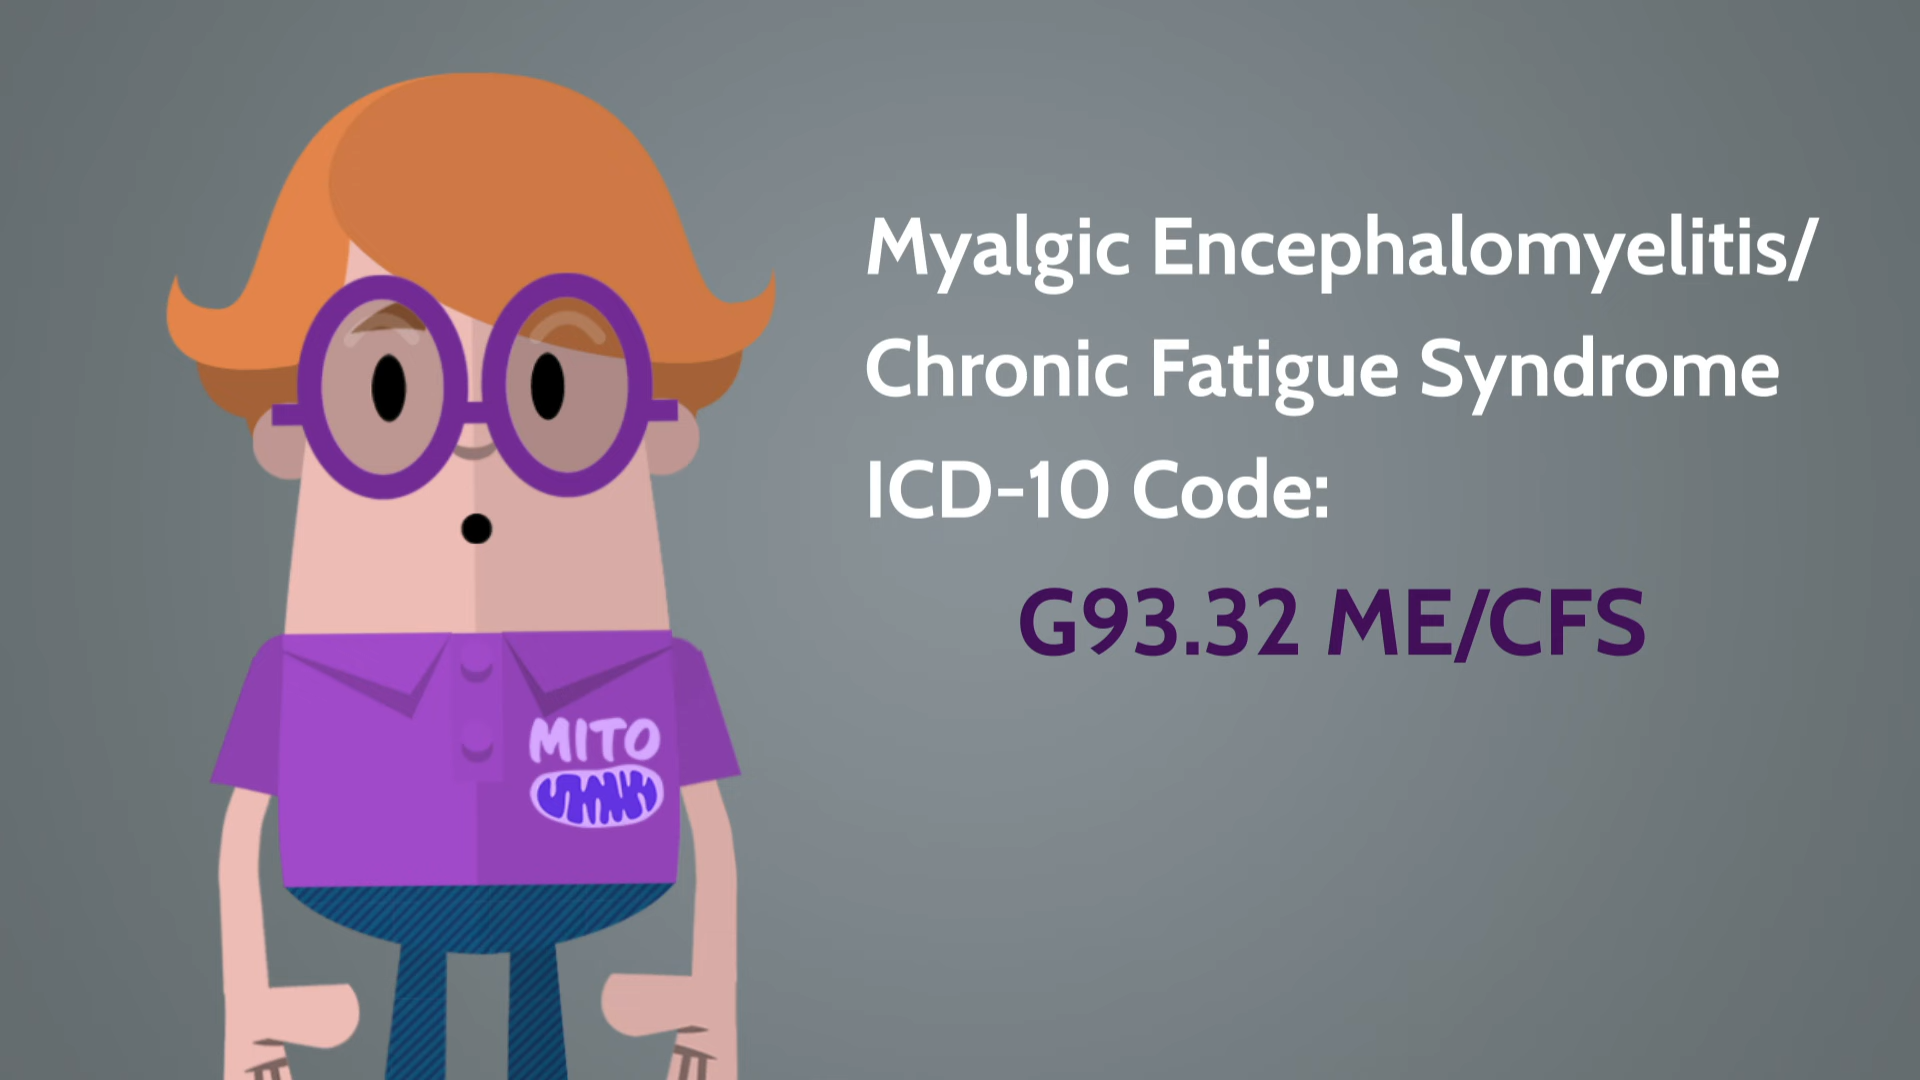 Myalgic Encephalomyelitis/
Chronic Fatigue Syndrome
ICD-10 Code:
G93.32 ME/CFS
MITO